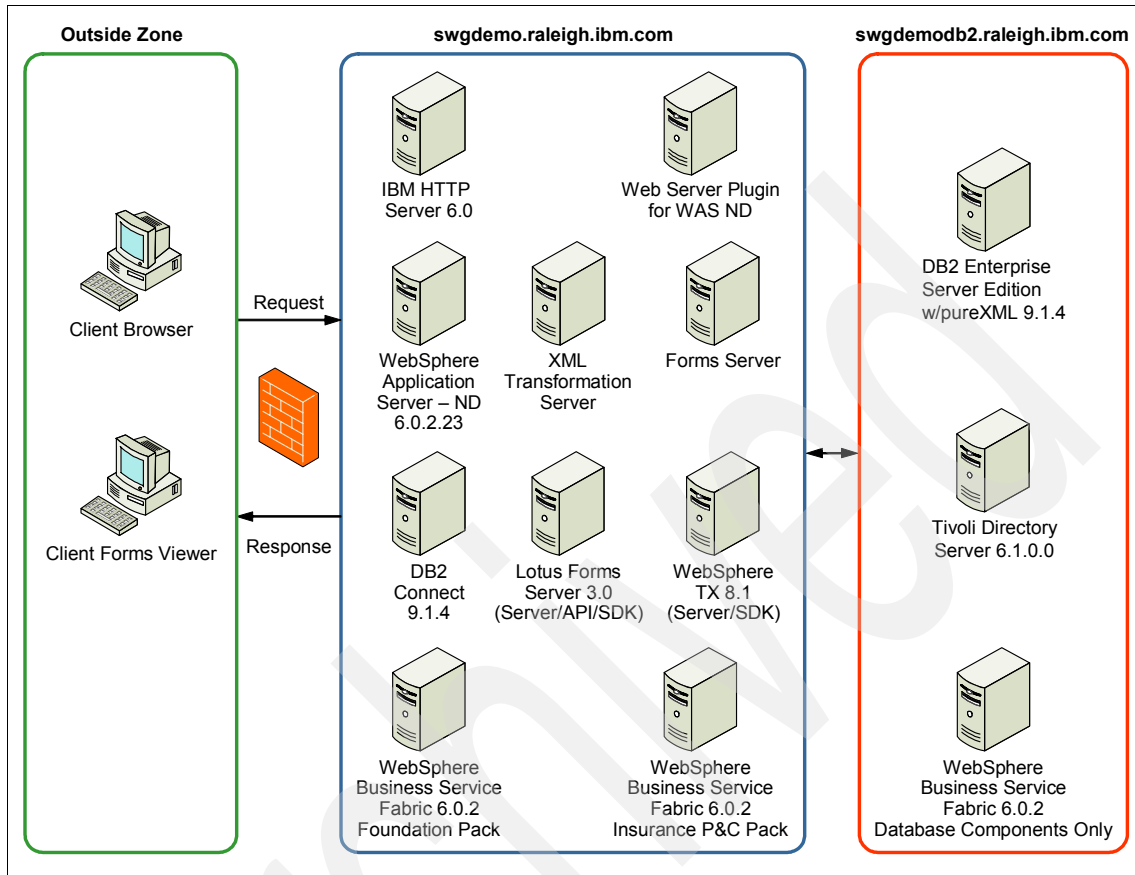 Outside Zone
swgdemo.raleigh.ibm.com
swgdemodb2.raleigh.ibm.com
Client Browser
Client Forms Viewer
Request
Response
IBM HTTP
Server 6.0
Web Server Plugin
for WAS ND
WebSphere
Application
Server – ND
6.0.2.23
XML
Transformation
Server
Forms Server
DB2
Connect
9.1.4
Lotus Forms
Server 3.0
(Server/API/SDK)
WebSphere
TX 8.1
(Server/SDK)
WebSphere
Business Service
Fabric 6.0.2
Foundation Pack
WebSphere
Business Service
Fabric 6.0.2
Insurance P&C Pack
DB2 Enterprise
Server Edition
w/pureXML 9.1.4
Tivoli Directory
Server 6.1.0.0
WebSphere
Business Service
Fabric 6.0.2
Database Components Only